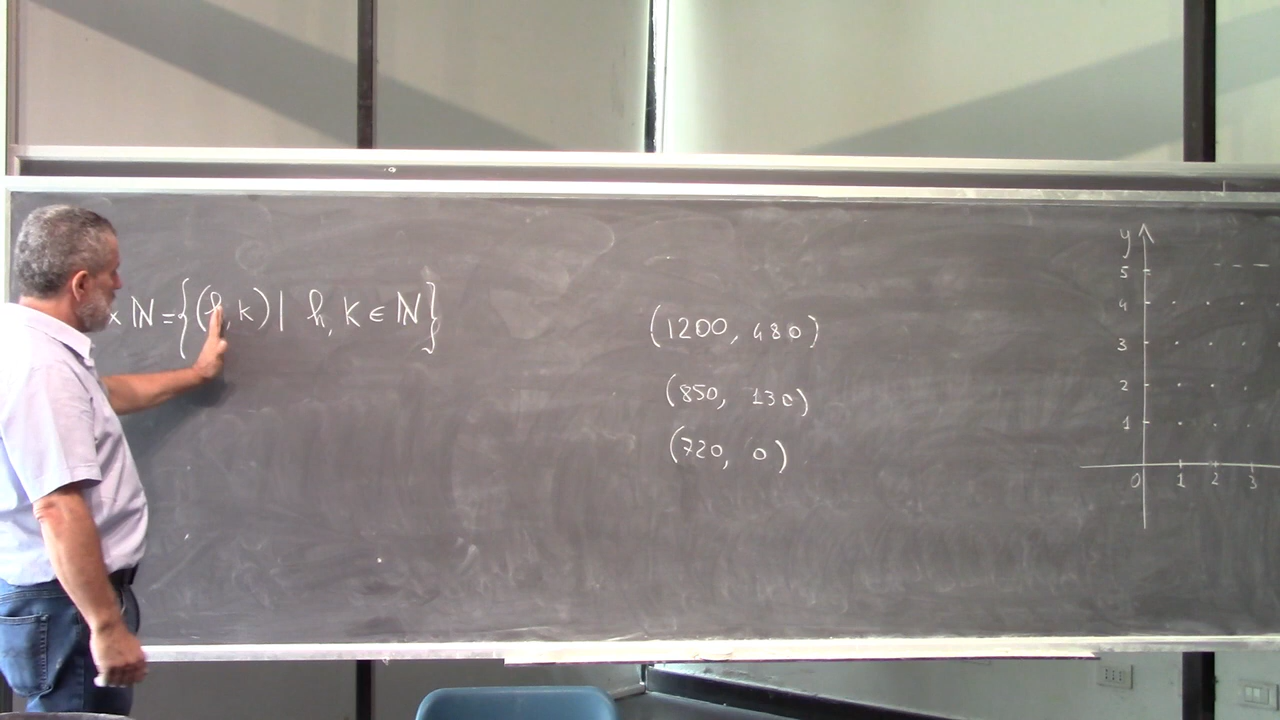 x ℕ = {(h, k) | h, k ∈ ℕ}
(1200, 480)
(850, 130)
(720, 0)
y
5
4
3
2
1
0 1 2 3